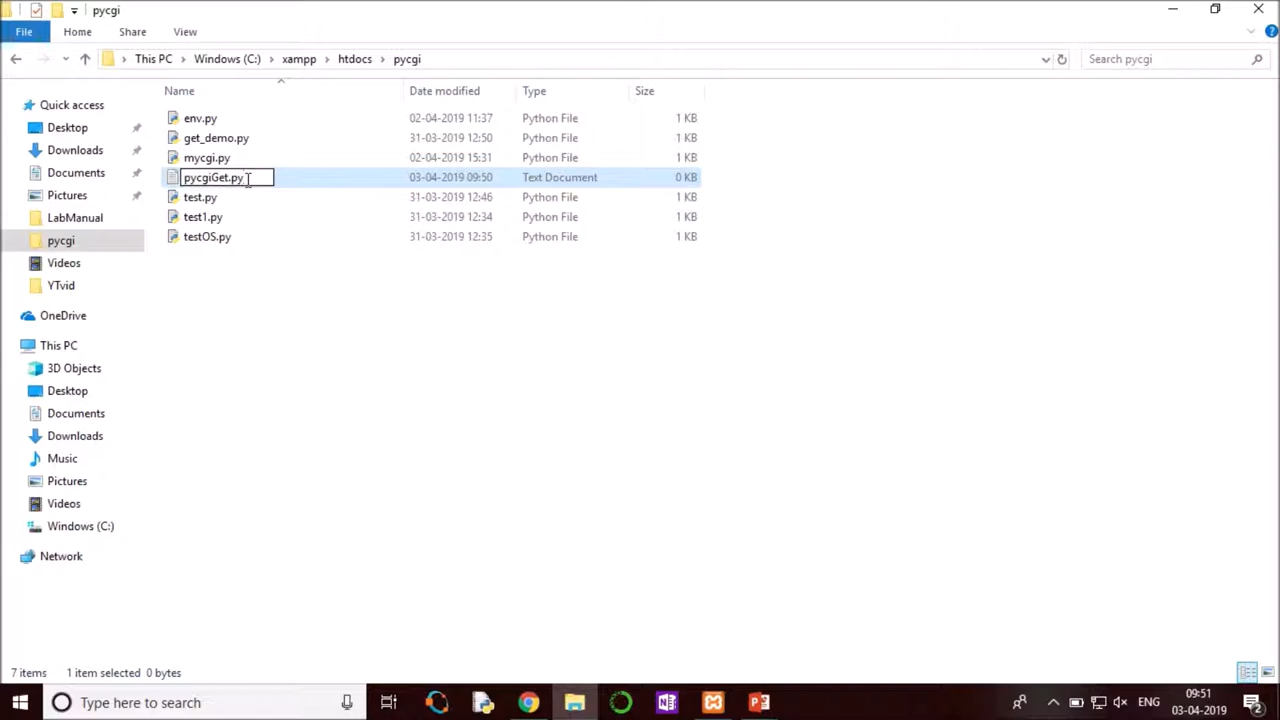 pycgi
File Home Share View
This PC Windows (C:) xampp htdocs pycgi Search pycgi
Name Date modified Type Size
env.py 02-04-2019 11:37 Python File 1 KB
get_demo.py 31-03-2019 12:50 Python File 1 KB
mycgi.py 02-04-2019 15:31 Python File 1 KB
pycgiGet.py 03-04-2019 09:50 Text Document 0 KB
test.py 31-03-2019 12:46 Python File 1 KB
test1.py 31-03-2019 12:34 Python File 1 KB
testOS.py 31-03-2019 12:35 Python File 1 KB
Quick access
Desktop
Downloads
Documents
Pictures
LabManual
pycgi
Videos
YTvid
OneDrive
This PC
3D Objects
Desktop
Documents
Downloads
Music
Pictures
Videos
Windows (C:)
Network
7 items 1 item selected 0 bytes
Type here to search
ENG
09:51
03-04-2019
2